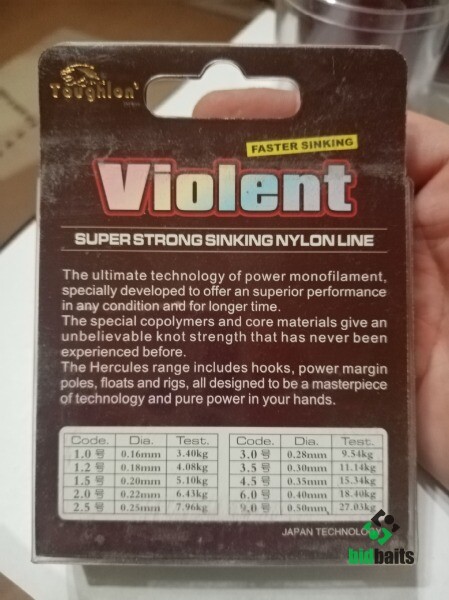 Toughlon
FASTER SINKING
Violent
SUPER STRONG SINKING NYLON LINE
The ultimate technology of power monofilament,
specially developed to offer an superior performance
in any condition and for longer time.
The special copolymers and core materials give an
unbelievable knot strength that has never been
experienced before.
The Hercules range includes hooks, power margin
poles, floats and rigs, all designed to be a masterpiece
of technology and pure power in your hands.
Code. Dia. Test. Code. Dia. Test.
1.0号 0.16mm 3.40kg 3.0号 0.28mm 9.54kg
1.2号 0.18mm 4.08kg 3.5号 0.30mm 11.14kg
1.5号 0.20mm 5.10kg 4.5号 0.35mm 15.34kg
2.0号 0.22mm 6.43kg 6.0号 0.40mm 18.40kg
2.5号 0.25mm 7.96kg 9.0号 0.50mm 27.03kg
JAPAN TECHNOLOGY
bidbaits